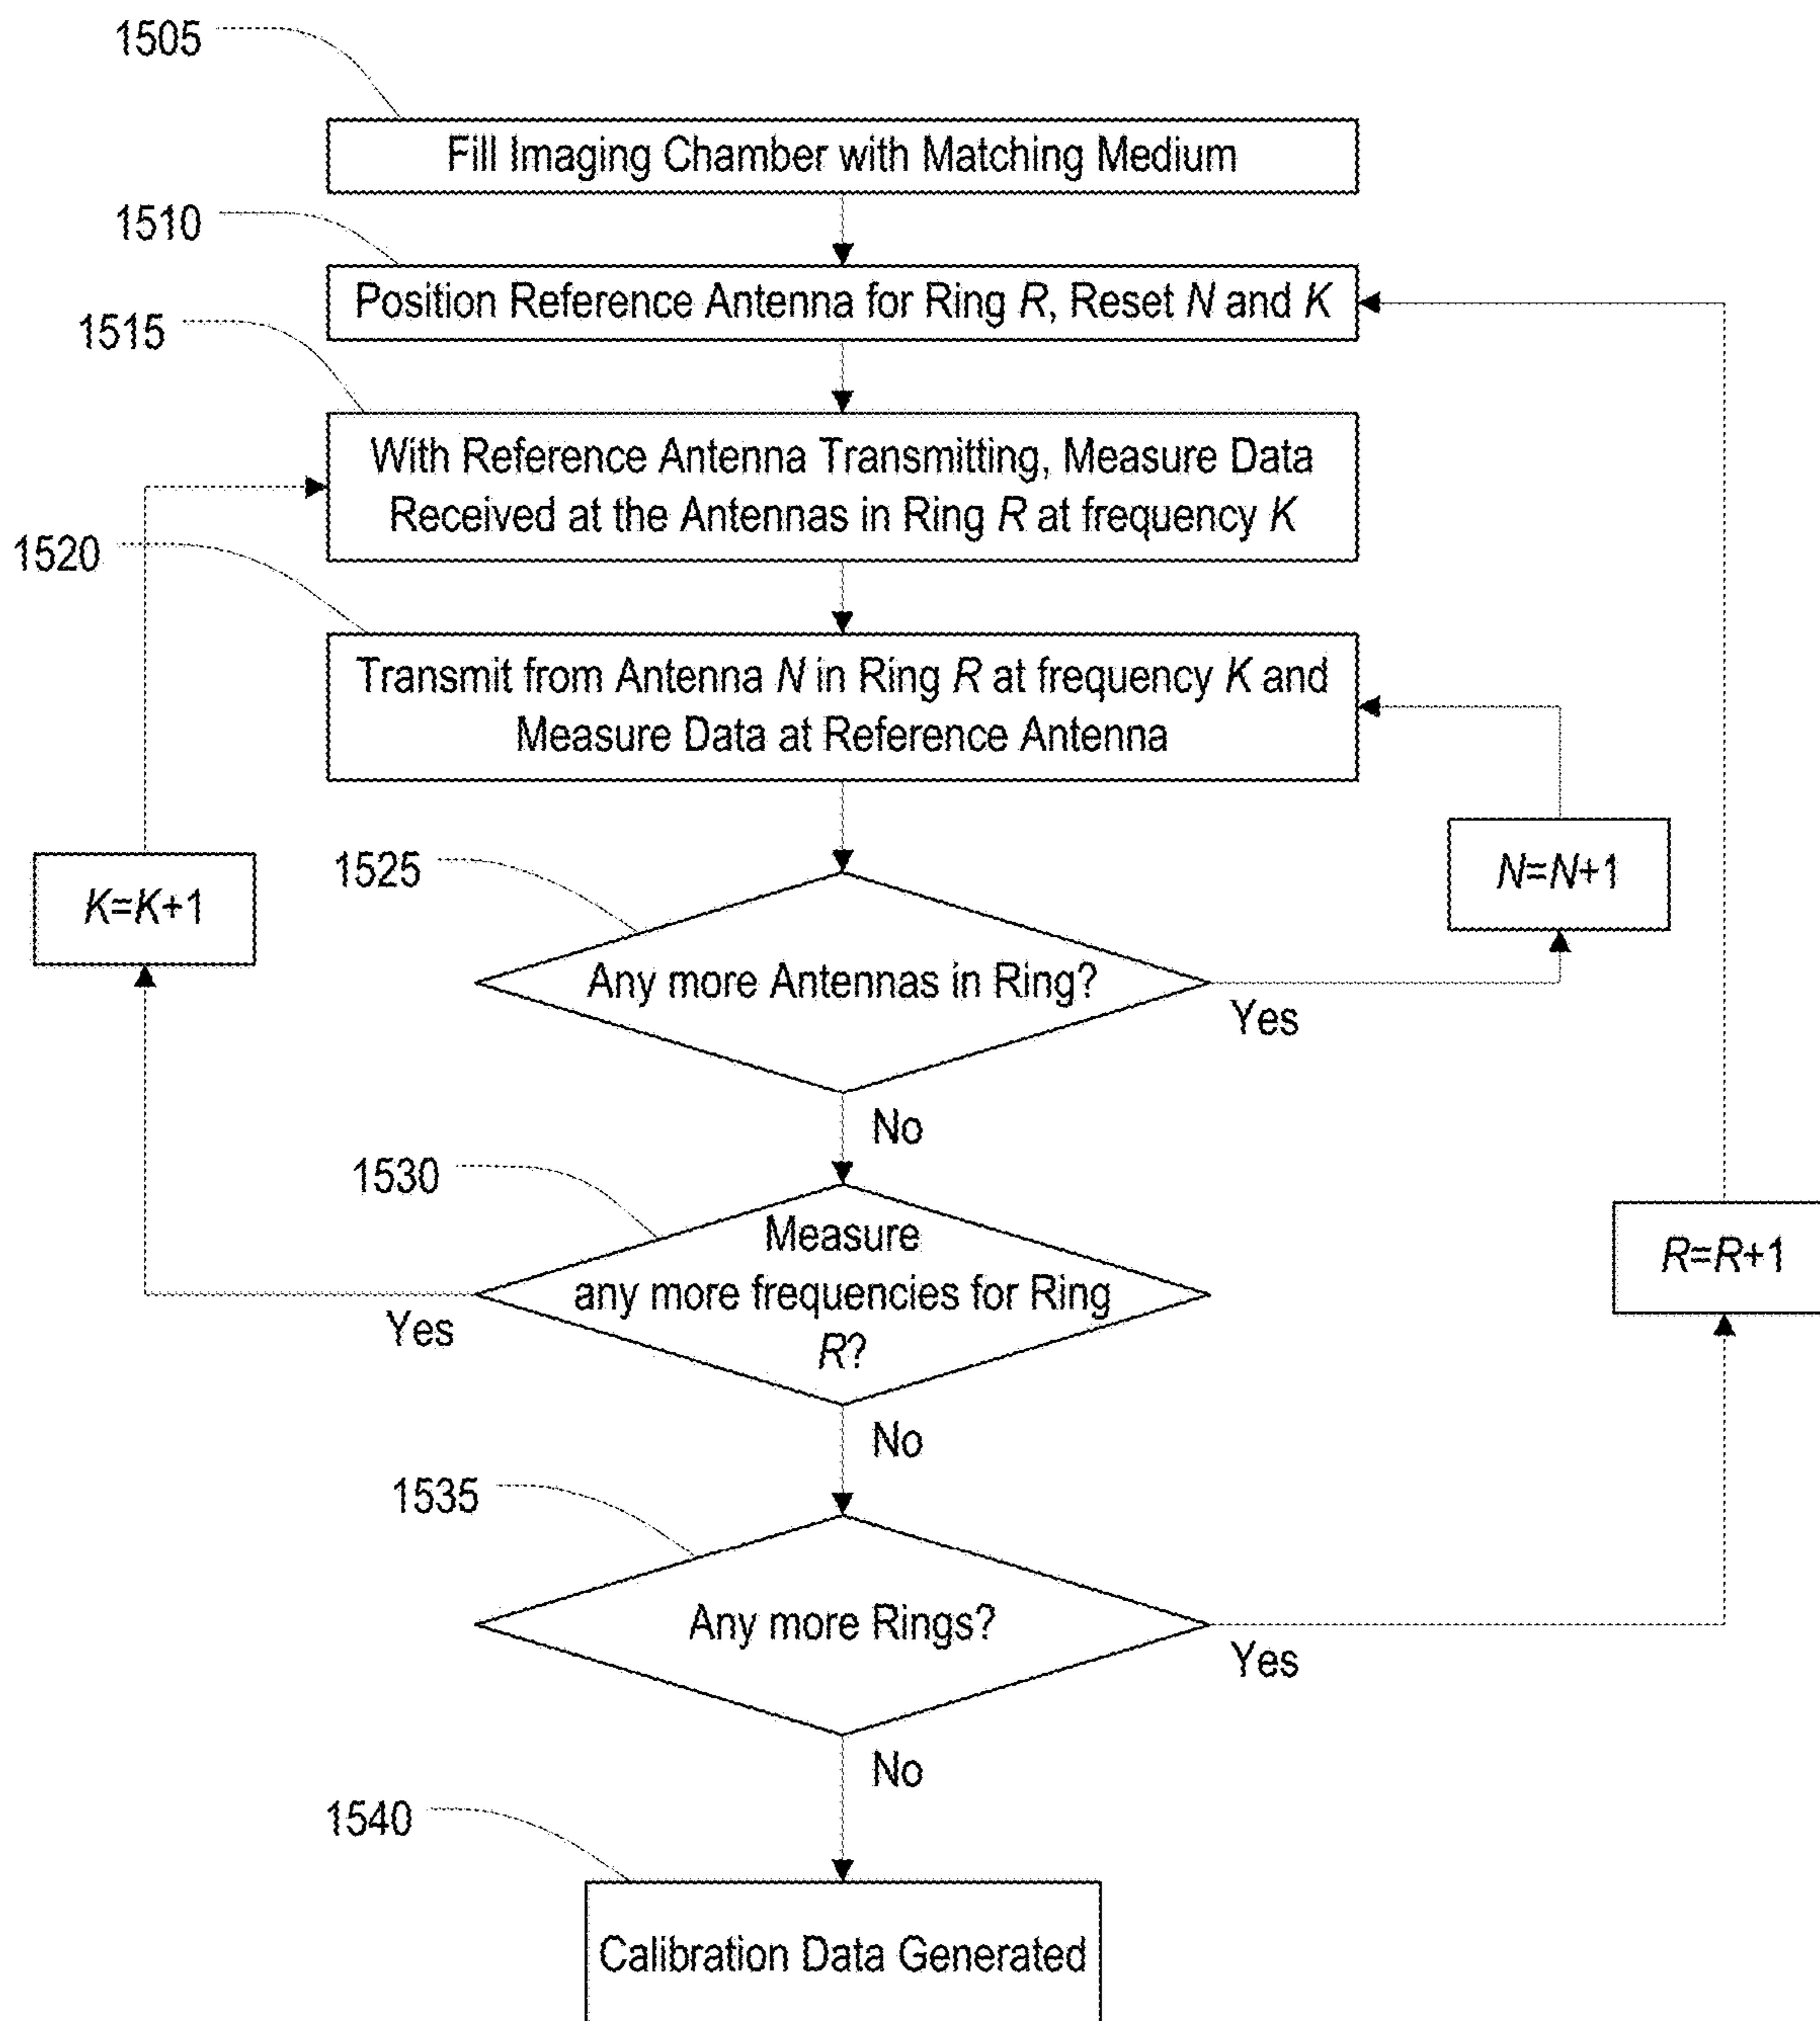 1505
Fill Imaging Chamber with Matching Medium
1510
Position Reference Antenna for Ring R, Reset N and K
1515
With Reference Antenna Transmitting, Measure Data
Received at the Antennas in Ring R at frequency K
1520
Transmit from Antenna N in Ring R at frequency K and
Measure Data at Reference Antenna
K=K+1
N=N+1
1525
Any more Antennas in Ring?
Yes
No
1530
Measure
any more frequencies for Ring
R?
Yes
R=R+1
No
1535
Any more Rings?
Yes
No
1540
Calibration Data Generated